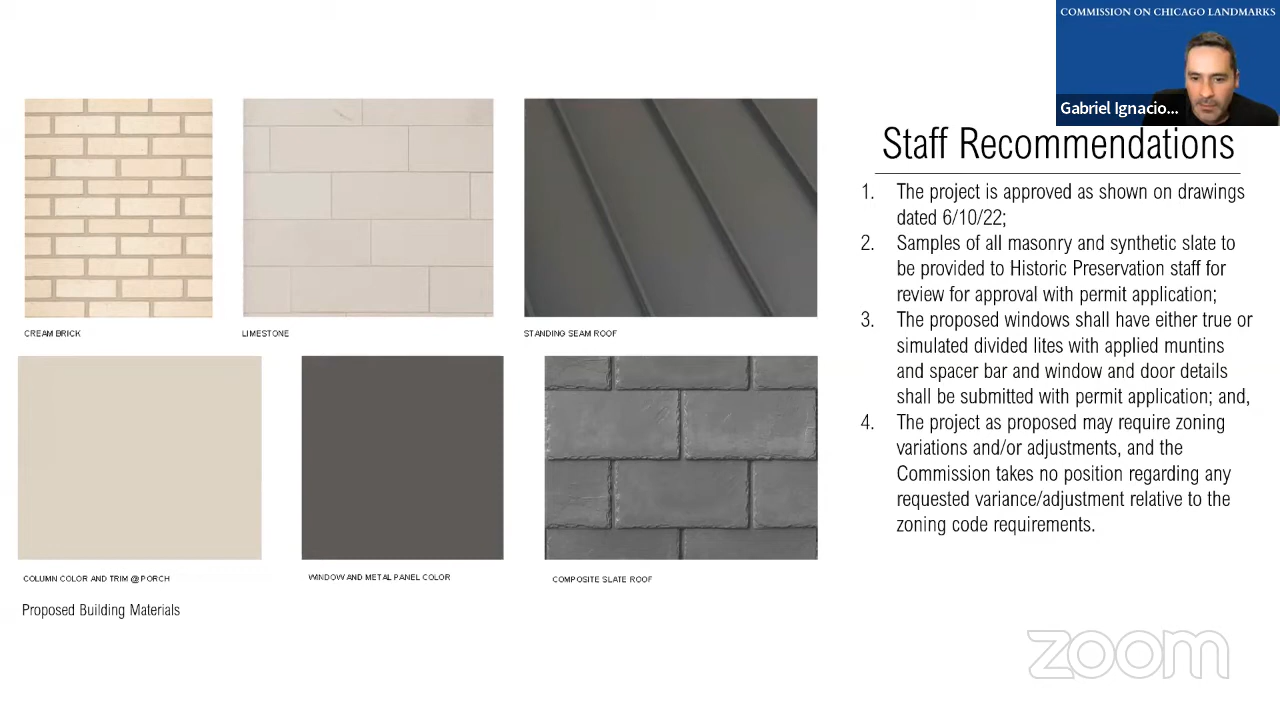 COMMISSION ON CHICAGO LANDMARKS
Gabriel Ignacio...
Staff Recommendations
1. The project is approved as shown on drawings
dated 6/10/22;
2. Samples of all masonry and synthetic slate to
be provided to Historic Preservation staff for
review for approval with permit application;
3. The proposed windows shall have either true or
simulated divided lites with applied muntins
and spacer bar and window and door details
shall be submitted with permit application; and,
4. The project as proposed may require zoning
variations and/or adjustments, and the
Commission takes no position regarding any
requested variance/adjustment relative to the
zoning code requirements.
CREAM BRICK
LIMESTONE
STANDING SEAM ROOF
COLUMN COLOR AND TRIM @ PORCH
WINDOW AND METAL PANEL COLOR
COMPOSITE SLATE ROOF
Proposed Building Materials
zoom